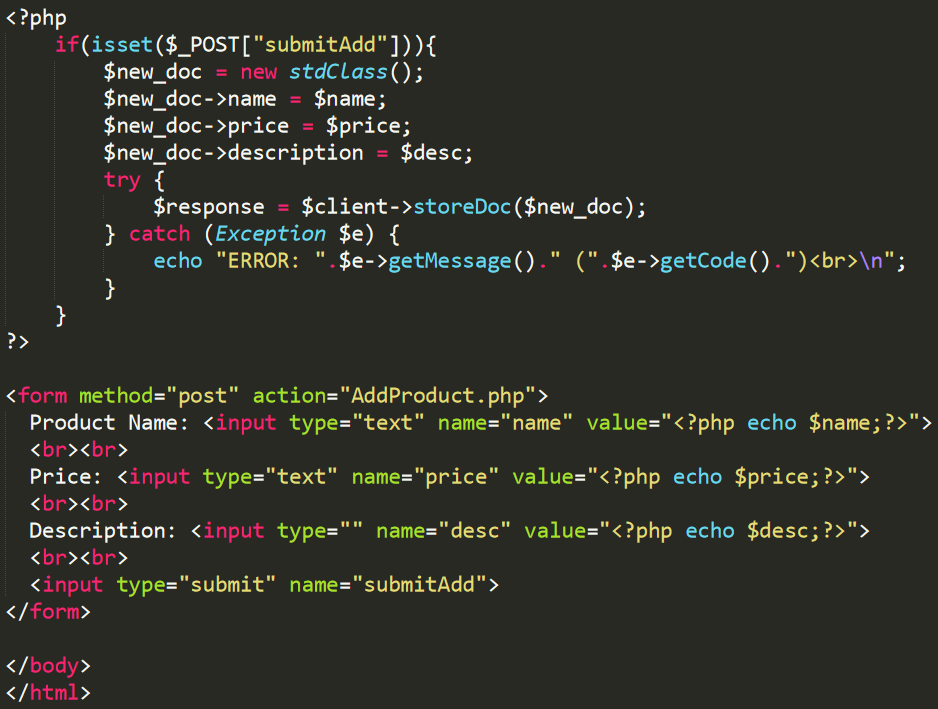 <?php
    if(isset($_POST["submitAdd"])){
        $new_doc = new stdClass();
        $new_doc->name = $name;
        $new_doc->price = $price;
        $new_doc->description = $desc;
        try {
            $response = $client->storeDoc($new_doc);
        } catch (Exception $e) {
            echo "ERROR: ".$e->getMessage()." (".$e->getCode().")<br>\n";
        }
    }
?>

<form method="post" action="AddProduct.php">
  Product Name: <input type="text" name="name" value="<?php echo $name;?>">
  <br><br>
  Price: <input type="text" name="price" value="<?php echo $price;?>">
  <br><br>
  Description: <input type="" name="desc" value="<?php echo $desc;?>">
  <br><br>
  <input type="submit" name="submitAdd">
</form>

</body>
</html>